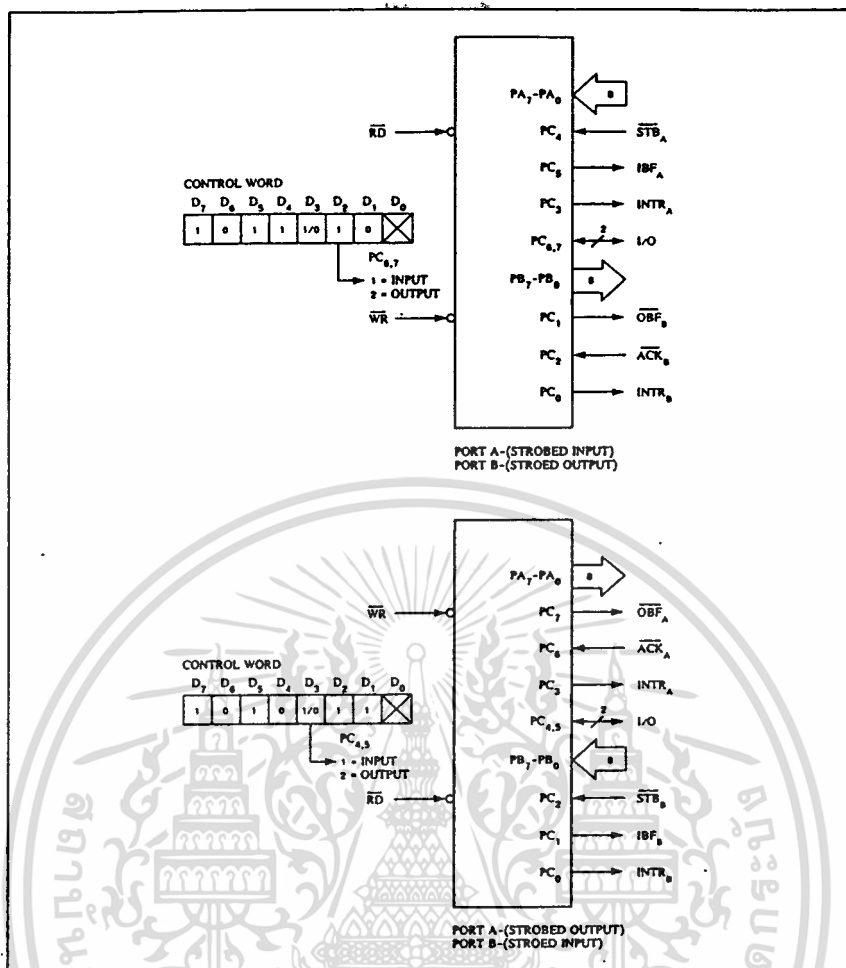 PA7-PA0
8
RD
PC4
STBA
PC5
IBFA
CONTROL WORD
D7 D6 D5 D4 D3 D2 D1 D0
1 0 1 1 1/0 1 0
PC3
INTRA
PC6,7
2
I/O
PC6,7
1 = INPUT
2 = OUTPUT
PB7-PB0
8
WR
PC1
OBFB
PC2
ACKB
PC0
INTRB
PORT A-(STROBED INPUT)
PORT B-(STROED OUTPUT)
PA7-PA0
8
WR
PC7
OBFA
PC6
ACKA
CONTROL WORD
D7 D6 D5 D4 D3 D2 D1 D0
1 0 1 0 1/0 1 1
PC3
INTRA
PC4,5
2
I/O
PC4,5
1 = INPUT
2 = OUTPUT
PB7-PB0
8
RD
PC2
STBB
PC1
IBFB
PC0
INTRB
PORT A-(STROBED OUTPUT)
PORT B-(STROED INPUT)